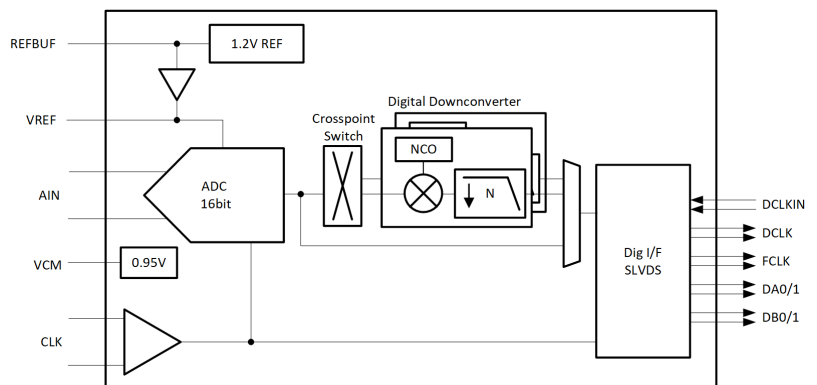 REFBUF
1.2V REF
VREF
Digital Downconverter
Crosspoint
Switch
NCO
ADC
16bit
N
AIN
DCLKIN
DCLK
Dig I/F
SLVDS
FCLK
VCM
0.95V
DA0/1
DB0/1
CLK